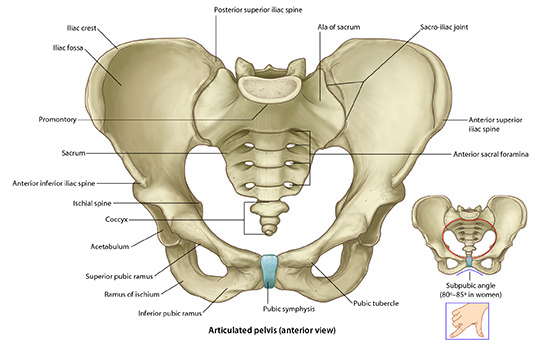 Posterior superior iliac spine
Iliac crest
Ala of sacrum
Sacro-iliac joint
Iliac fossa
Promontory
Anterior superior
iliac spine
Sacrum
Anterior sacral foramina
Anterior inferior iliac spine
Ischial spine
Coccyx
Acetabulum
Superior pubic ramus
Ramus of ischium
Inferior pubic ramus
Pubic symphysis
Pubic tubercle
Subpubic angle
(80º–85º in women)
Articulated pelvis (anterior view)